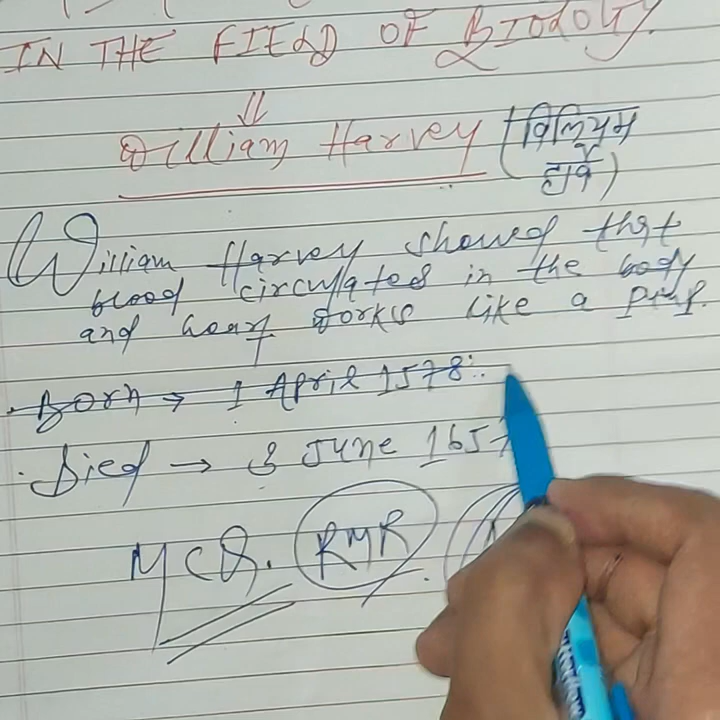 IN THE FIELD OF BIOLOGY.
⇓
William Harvey (विलियम
हार्वे)
William Harvey showed that
blood circulated in the body
and heart works like a pump.
· Born → 1 April 1578
· Died → 3 June 1657
MCQ. RMR